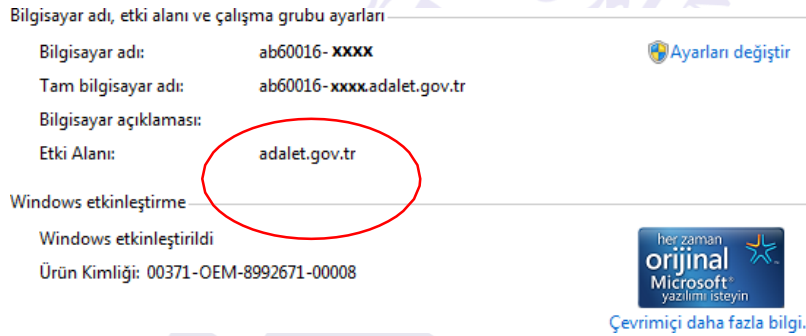 Bilgisayar adı, etki alanı ve çalışma grubu ayarları
Bilgisayar adı: ab60016-xxxx Ayarları değiştir
Tam bilgisayar adı: ab60016-xxxx.adalet.gov.tr
Bilgisayar açıklaması:
Etki Alanı: adalet.gov.tr
Windows etkinleştirme
Windows etkinleştirildi
Ürün Kimliği: 00371-OEM-8992671-00008
her zaman
orijinal
Microsoft®
yazılımı isteyin
Çevrimiçi daha fazla bilgi.